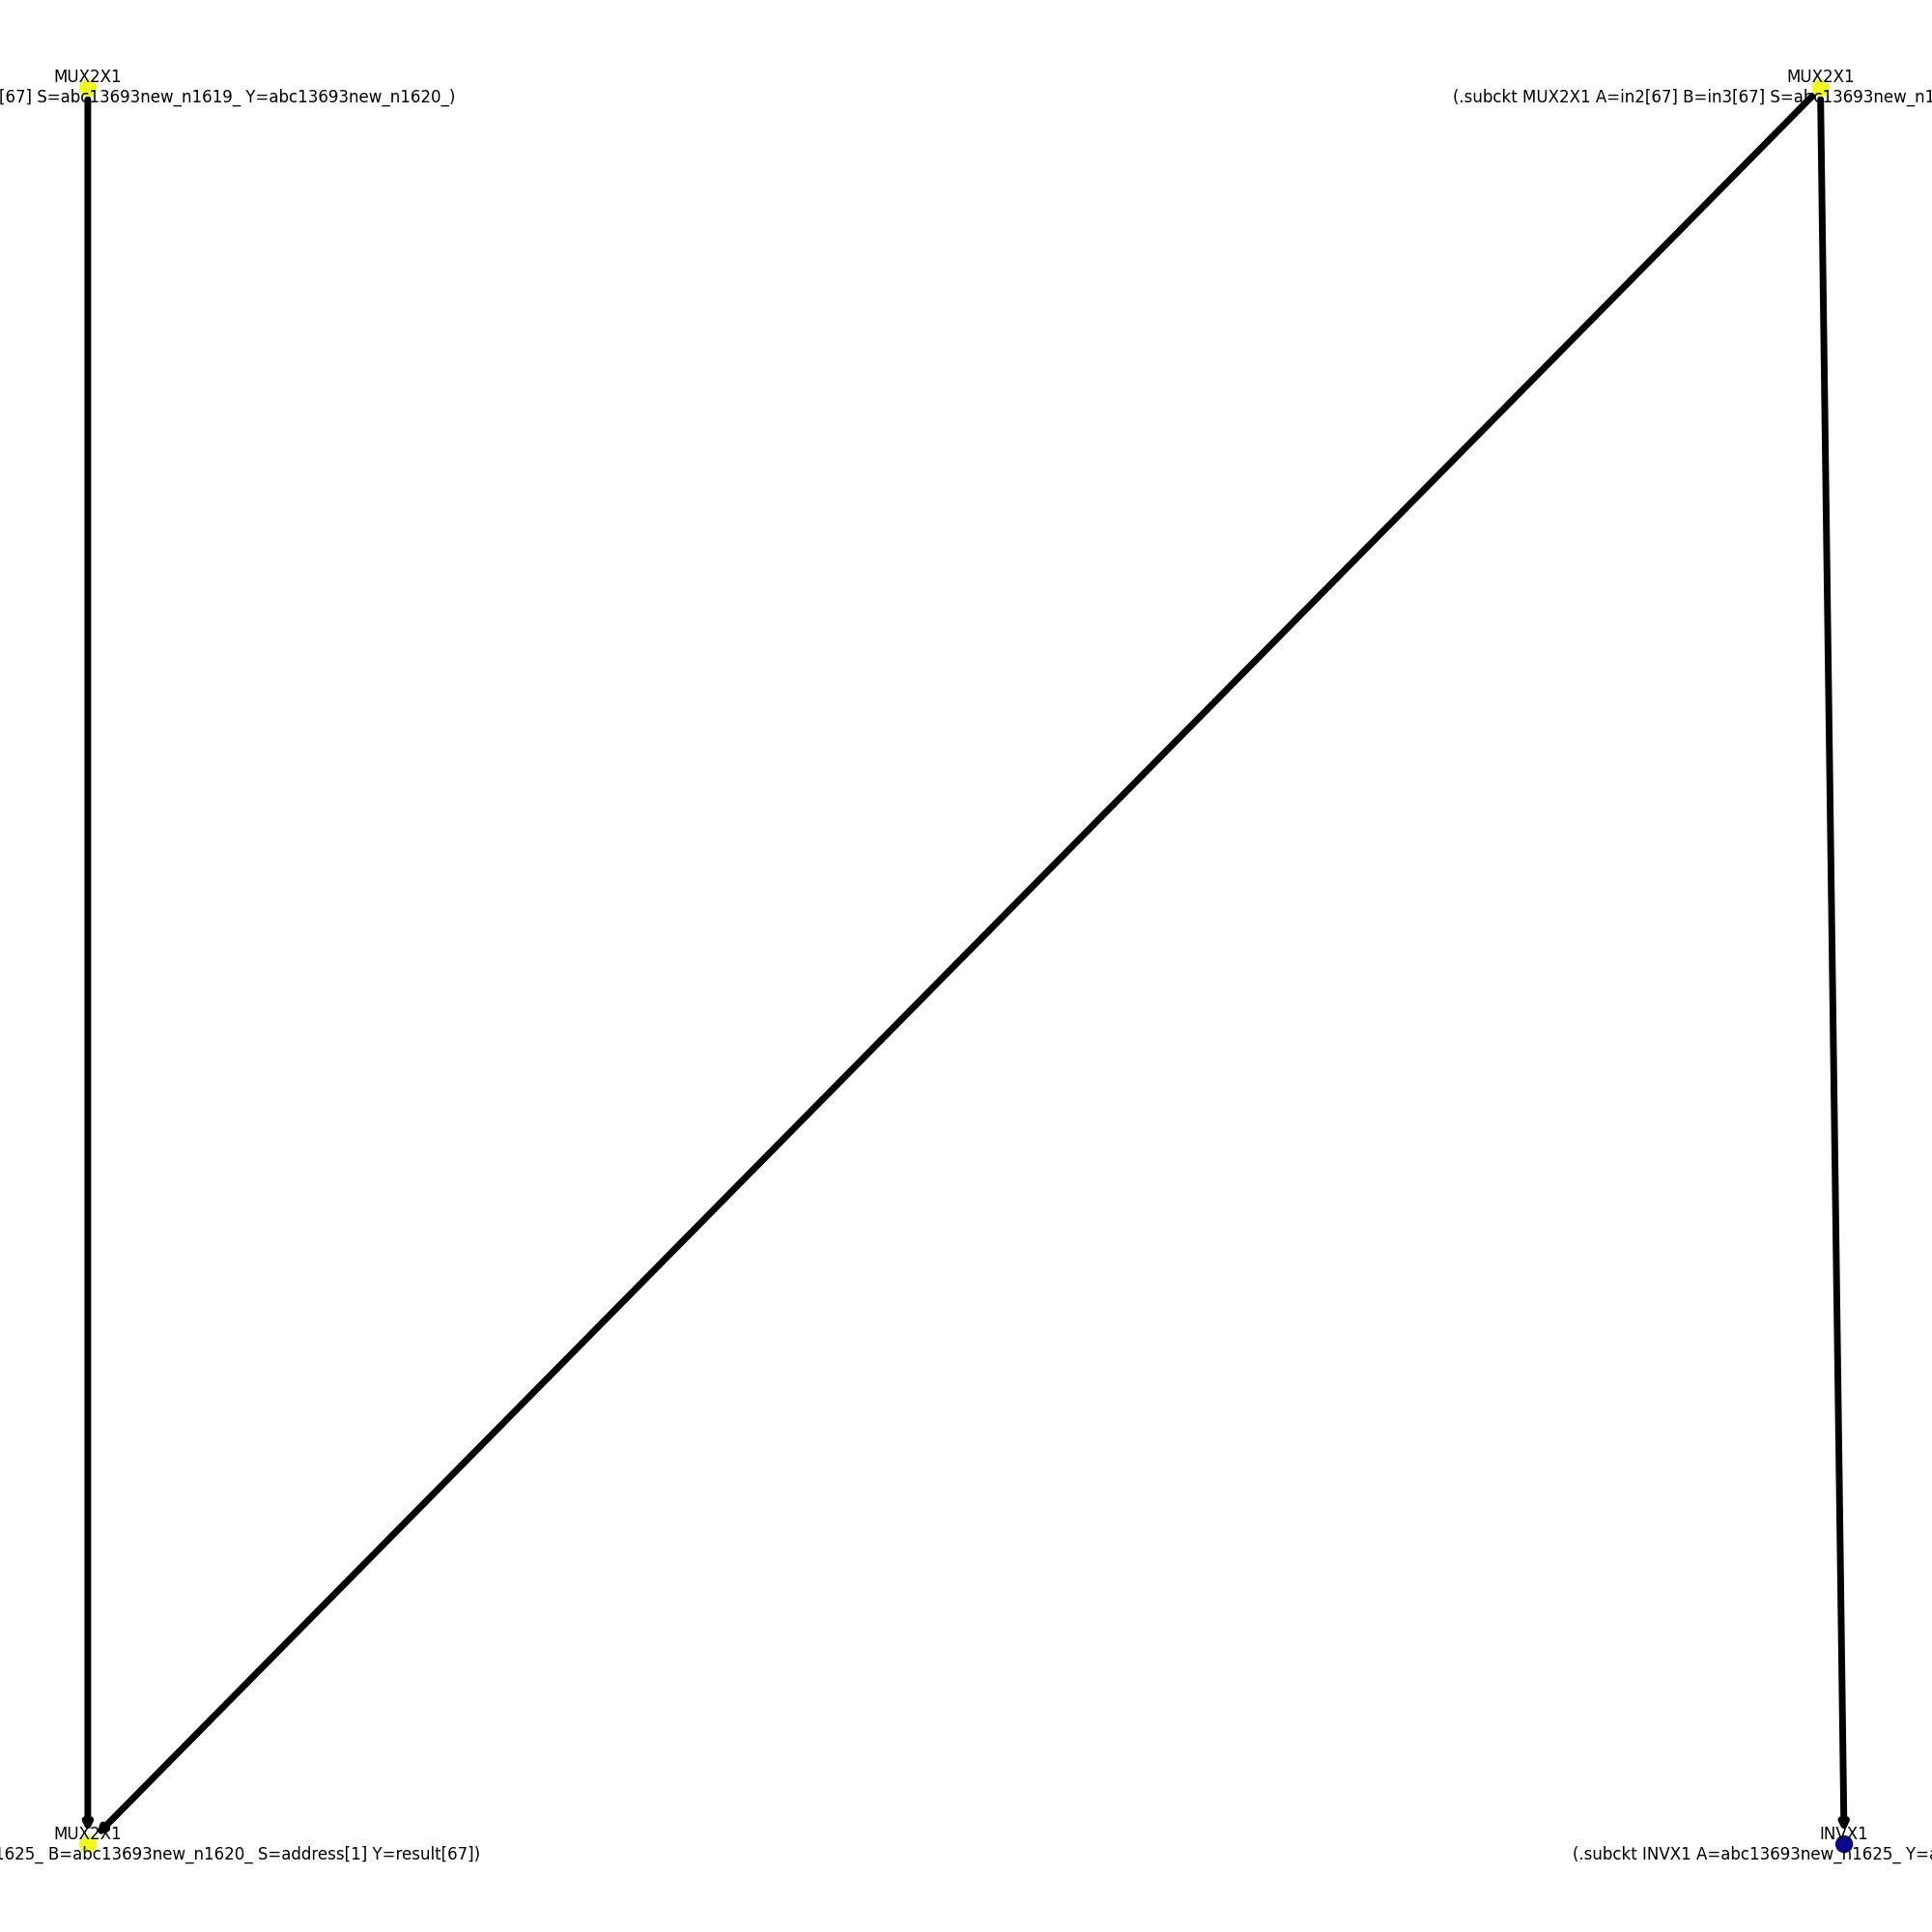 MUX2X1
[67] S=abc13693new_n1619_ Y=abc13693new_n1620_)
MUX2X1
(.subckt MUX2X1 A=in2[67] B=in3[67] S=abc13693new_n1
MUX2X1
1625_ B=abc13693new_n1620_ S=address[1] Y=result[67])
INVX1
(.subckt INVX1 A=abc13693new_n1625_ Y=a